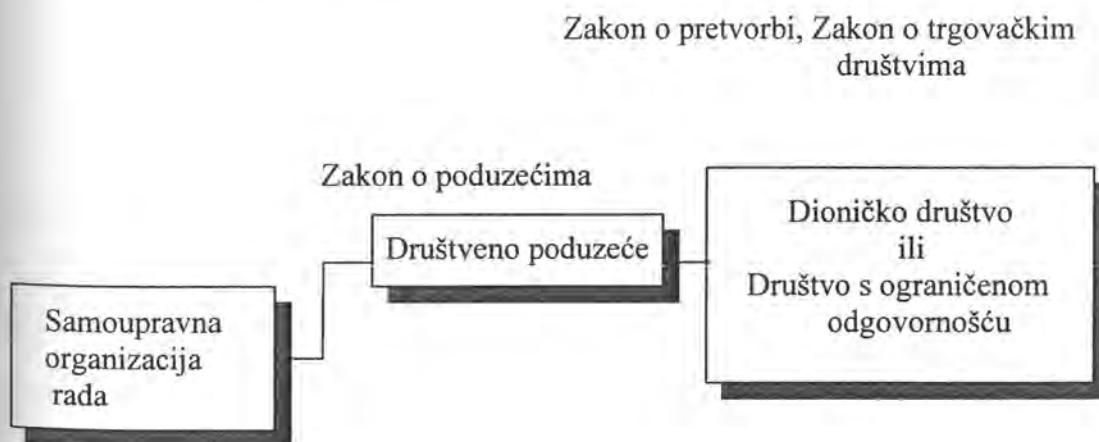 Zakon o pretvorbi, Zakon o trgovačkim
društvima
Zakon o poduzećima
Društveno poduzeće
Dioničko društvo
ili
Društvo s ograničenom
odgovornošću
Samoupravna
organizacija
rada